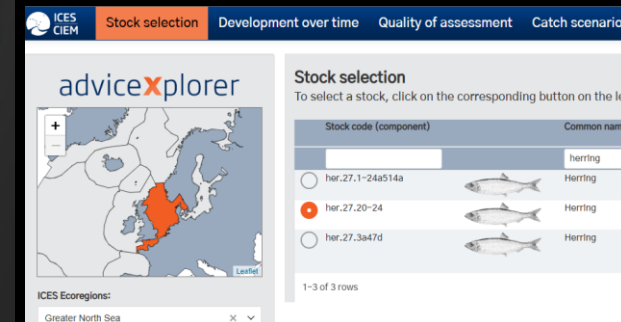 ICES
CIEM
Stock selection
Development over time
Quality of assessment
Catch scenario
adviceXplorer
+
−
Leaflet
ICES Ecoregions:
Greater North Sea
Stock selection
To select a stock, click on the corresponding button on the le
Stock code (component)
Common nam
herring
her.27.1-24a514a
Herring
her.27.20-24
Herring
her.27.3a47d
Herring
1–3 of 3 rows